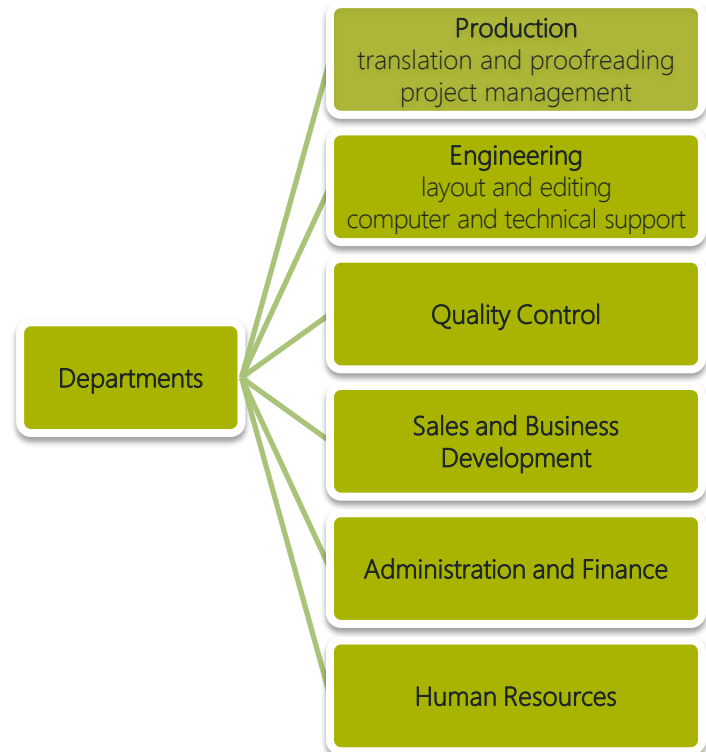 Departments
Production
translation and proofreading
project management
Engineering
layout and editing
computer and technical support
Quality Control
Sales and Business
Development
Administration and Finance
Human Resources